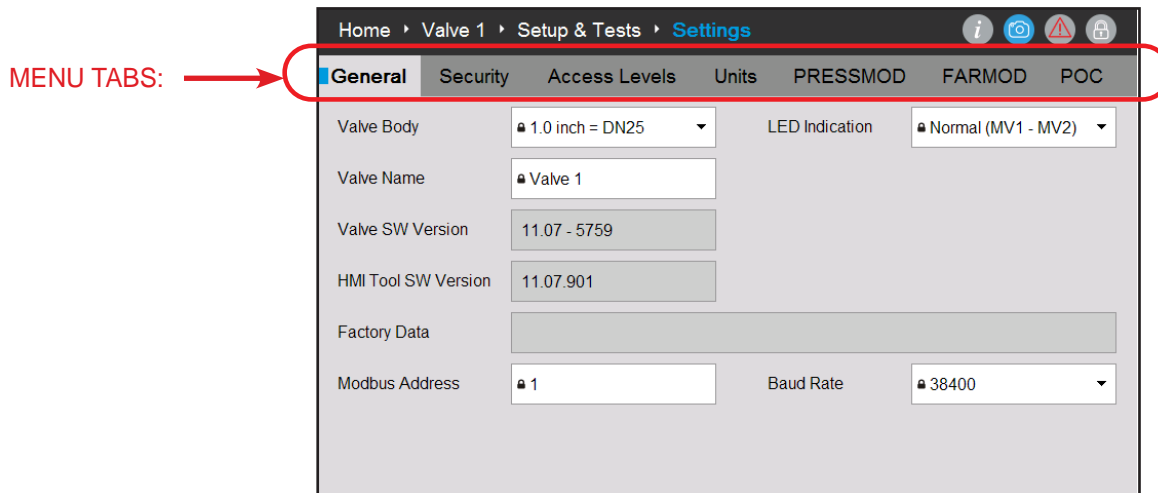 Home Valve 1 Setup & Tests Settings
MENU TABS: General Security Access Levels Units PRESSMOD FARMOD POC
Valve Body 1.0 inch = DN25 LED Indication Normal (MV1 - MV2)
Valve Name Valve 1
Valve SW Version 11.07 - 5759
HMI Tool SW Version 11.07.901
Factory Data
Modbus Address 1 Baud Rate 38400